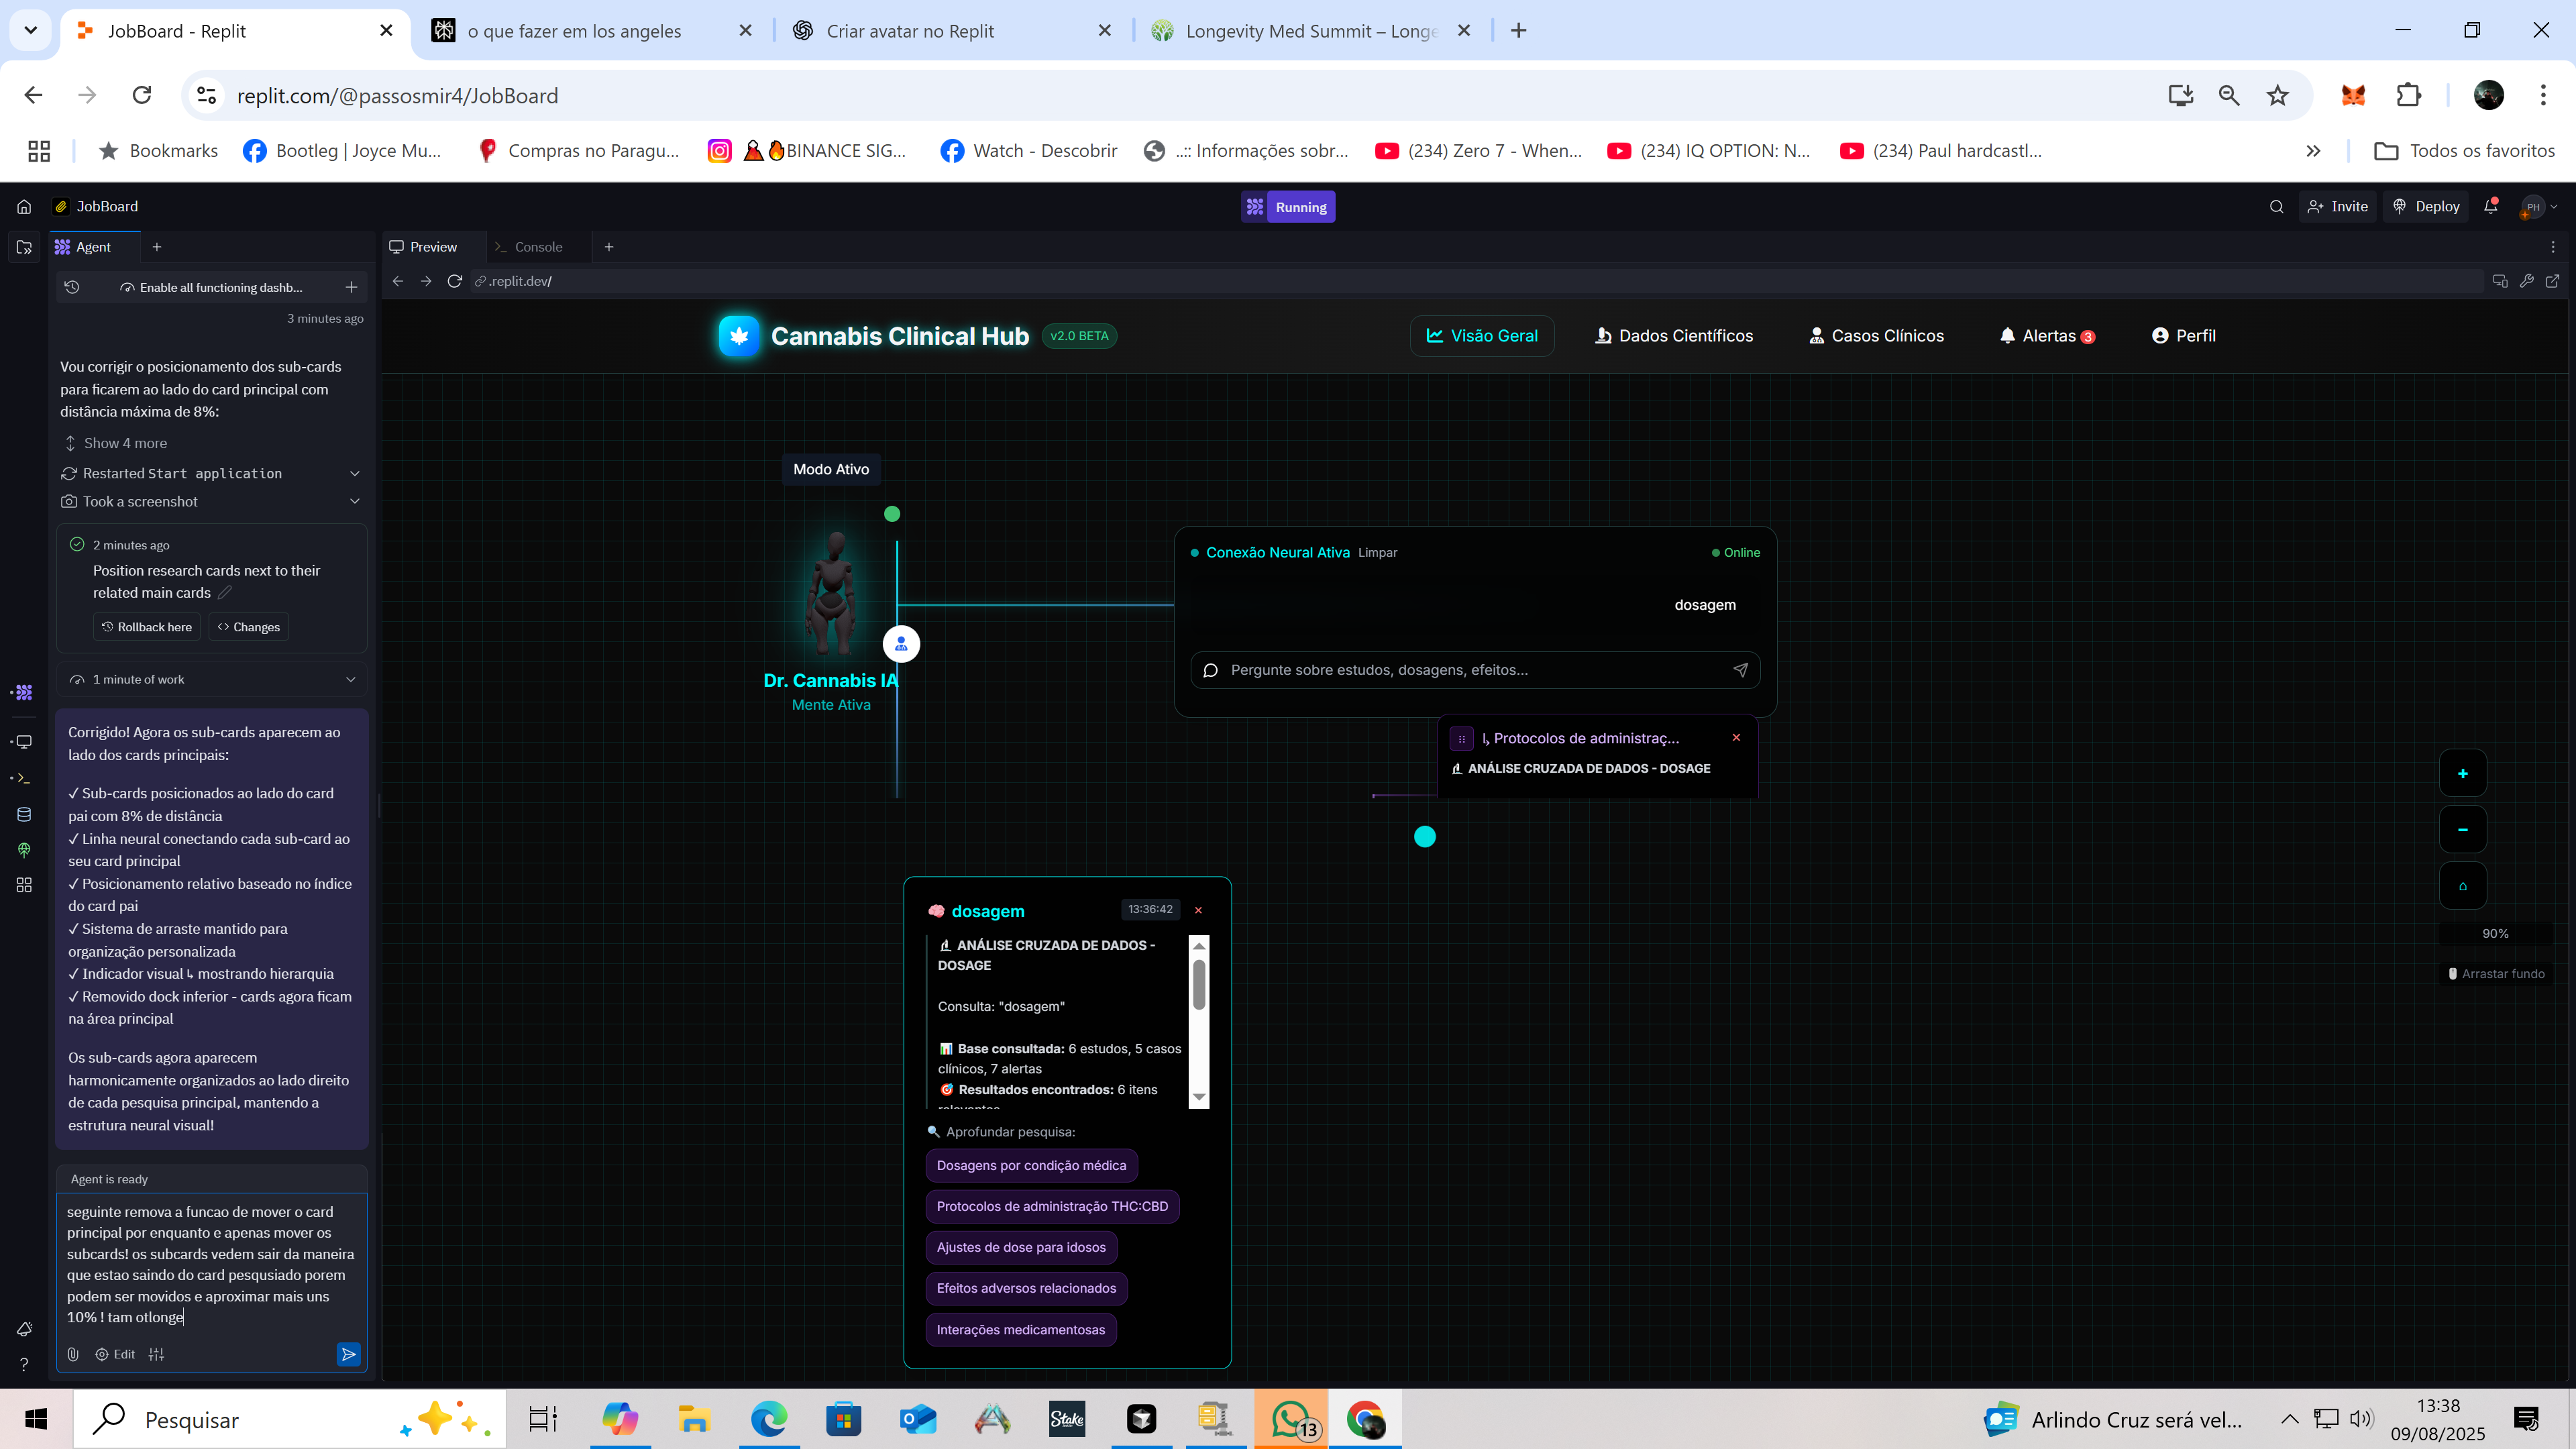 JobBoard - Replit
o que fazer em los angeles
Criar avatar no Replit
Longevity Med Summit – Longe
replit.com/@passosmir4/JobBoard
Bookmarks
Bootleg | Joyce Mu...
Compras no Paragu...
BINANCE SIG...
Watch - Descobrir
..:: Informações sobr...
(234) Zero 7 - When...
(234) IQ OPTION: N...
(234) Paul hardcastl...
Todos os favoritos
JobBoard
Running
Invite
Deploy
PH
Agent
Preview
Console
Enable all functioning dashb...
.replit.dev/
3 minutes ago
Vou corrigir o posicionamento dos sub-cards
para ficarem ao lado do card principal com
distância máxima de 8%:
Show 4 more
Restarted Start application
Took a screenshot
2 minutes ago
Position research cards next to their
related main cards
Rollback here
Changes
1 minute of work
Corrigido! Agora os sub-cards aparecem ao
lado dos cards principais:
✓ Sub-cards posicionados ao lado do card
pai com 8% de distância
✓ Linha neural conectando cada sub-card ao
seu card principal
✓ Posicionamento relativo baseado no índice
do card pai
✓ Sistema de arraste mantido para
organização personalizada
✓ Indicador visual ↳ mostrando hierarquia
✓ Removido dock inferior - cards agora ficam
na área principal
Os sub-cards agora aparecem
harmonicamente organizados ao lado direito
de cada pesquisa principal, mantendo a
estrutura neural visual!
Agent is ready
seguinte remova a funcao de mover o card
principal por enquanto e apenas mover os
subcards! os subcards vedem sair da maneira
que estao saindo do card pesqusiado porem
podem ser movidos e aproximar mais uns
10% ! tam otlonge
Edit
Cannabis Clinical Hub
v2.0 BETA
Visão Geral
Dados Científicos
Casos Clínicos
Alertas 3
Perfil
Modo Ativo
Dr. Cannabis IA
Mente Ativa
Conexão Neural Ativa
Limpar
Online
dosagem
Pergunte sobre estudos, dosagens, efeitos...
↳ Protocolos de administraç...
ANÁLISE CRUZADA DE DADOS - DOSAGE
dosagem
13:36:42
ANÁLISE CRUZADA DE DADOS -
DOSAGE
Consulta: "dosagem"
Base consultada: 6 estudos, 5 casos
clínicos, 7 alertas
Resultados encontrados: 6 itens
relevantes
Aprofundar pesquisa:
Dosagens por condição médica
Protocolos de administração THC:CBD
Ajustes de dose para idosos
Efeitos adversos relacionados
Interações medicamentosas
90%
Arrastar fundo
Pesquisar
Stake
13
Arlindo Cruz será vel...
13:38
09/08/2025